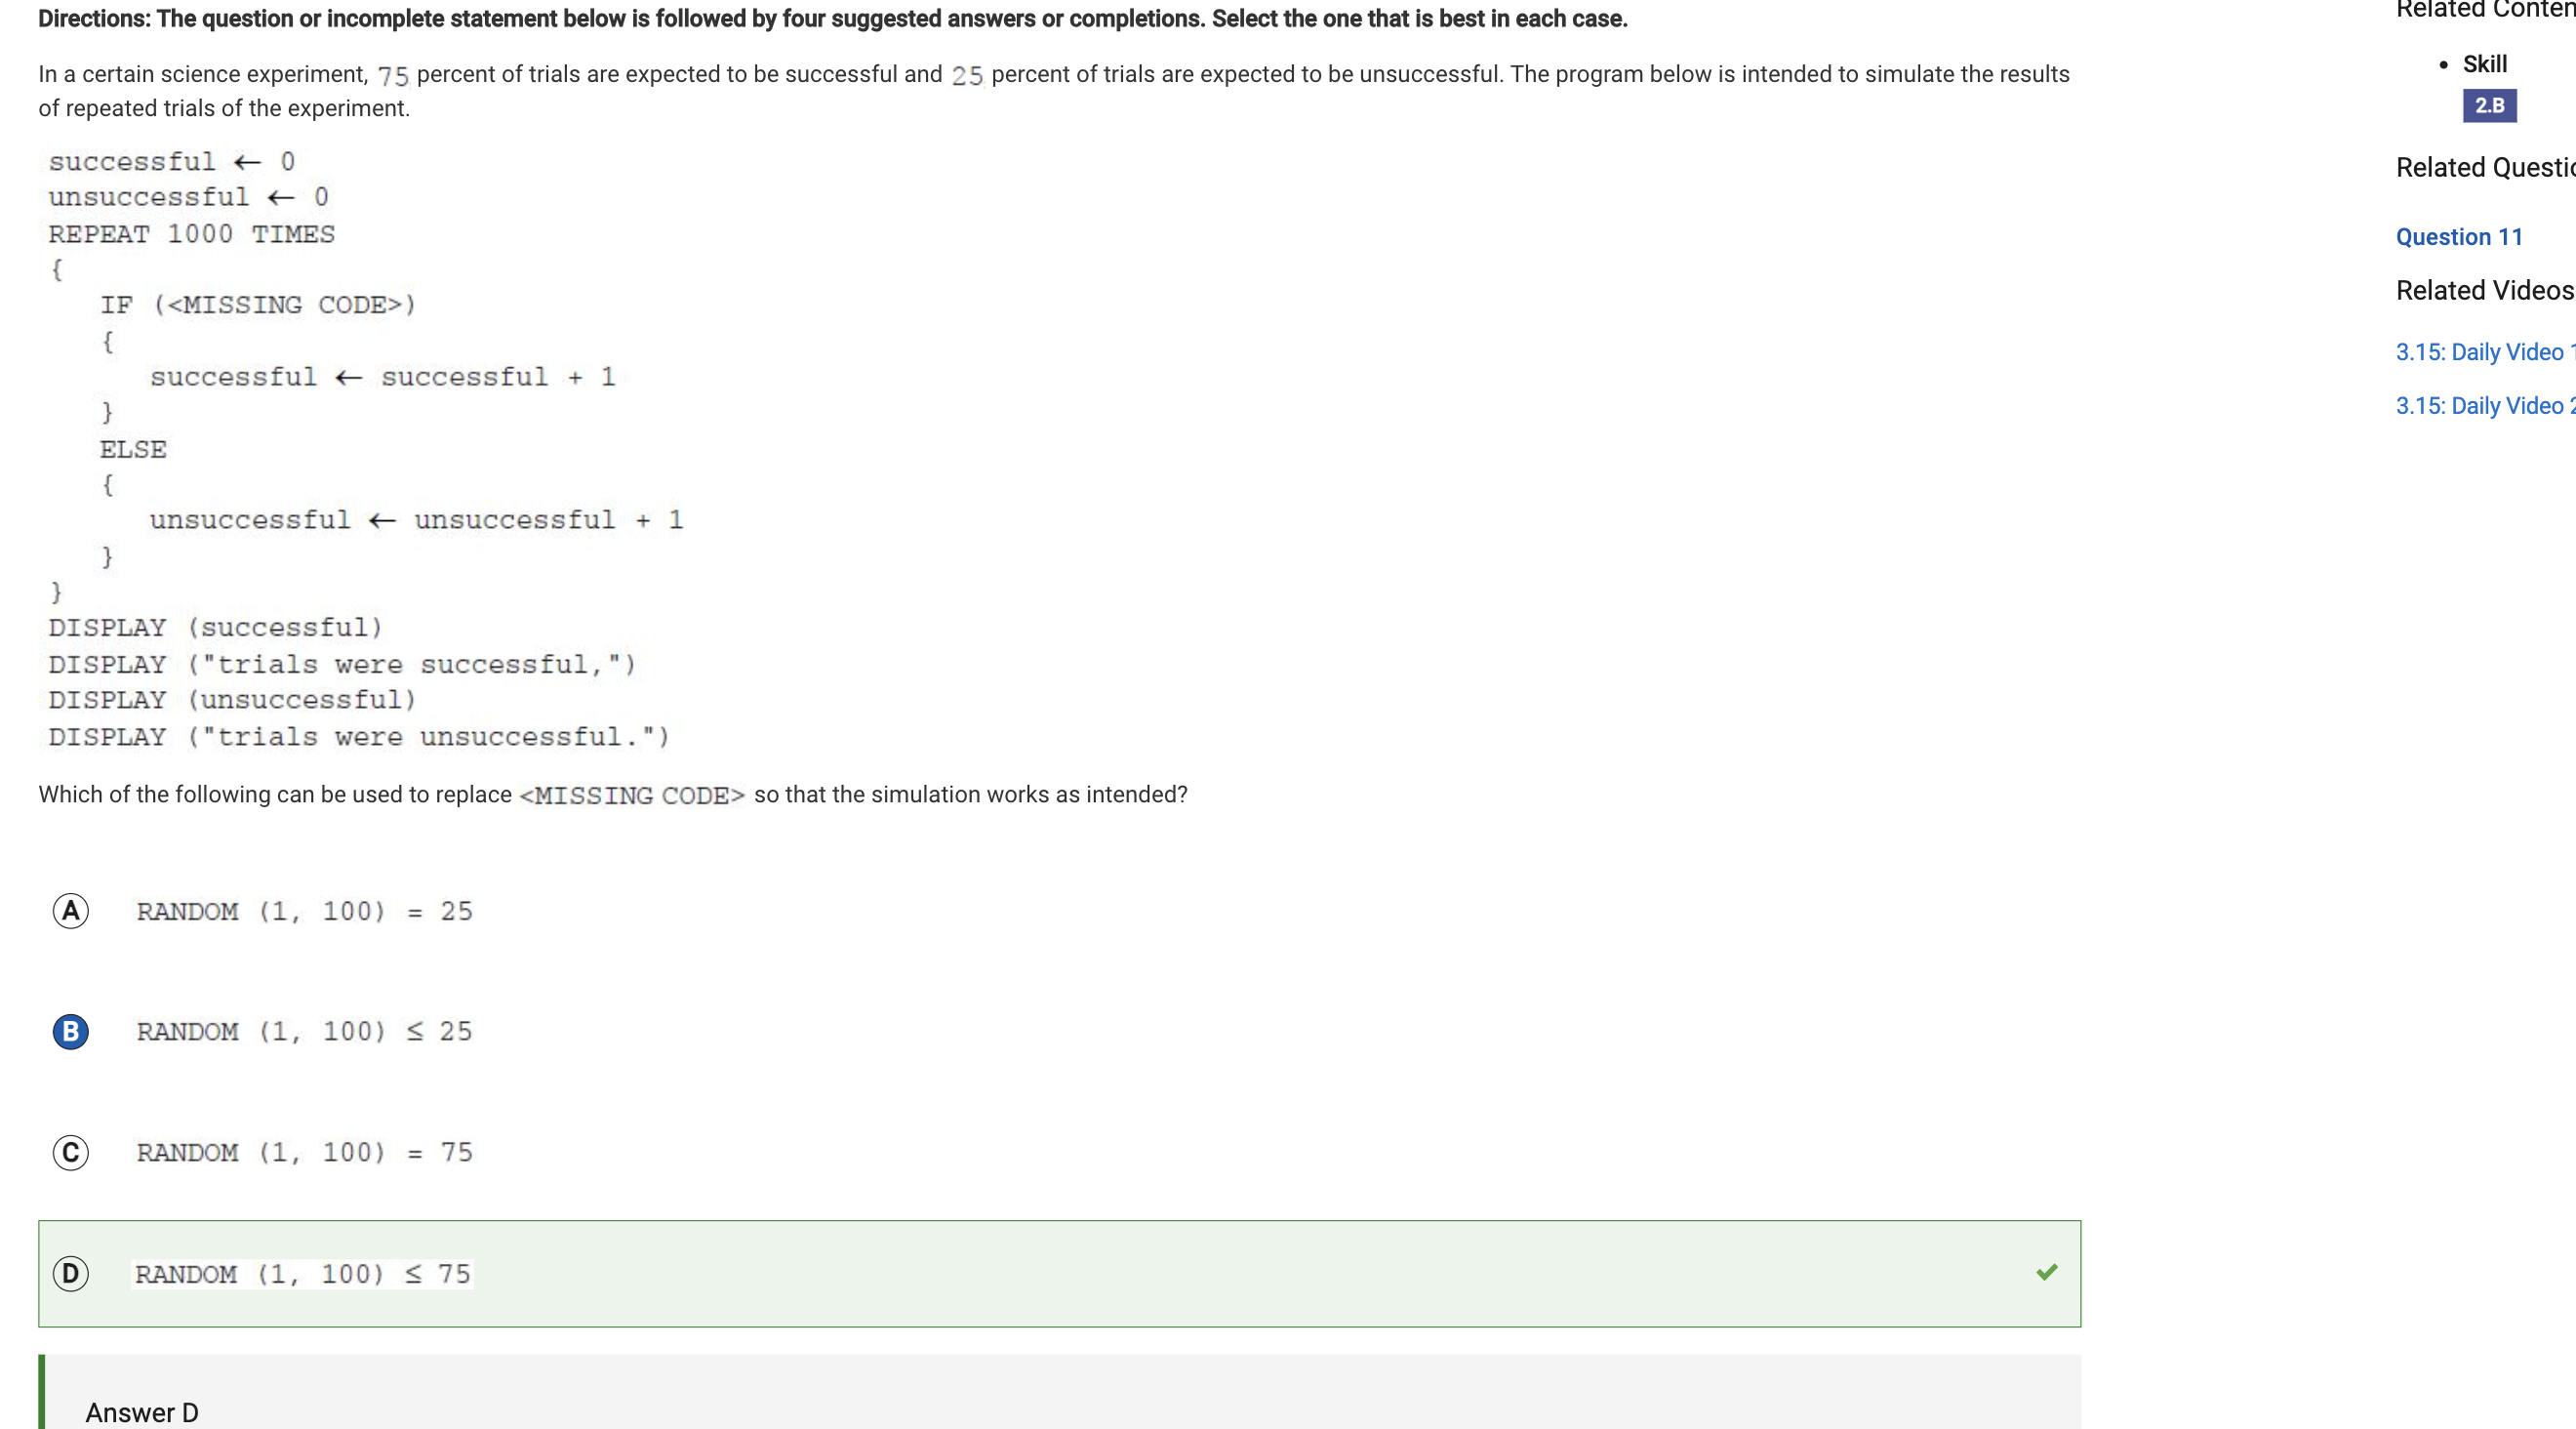 Directions: The question or incomplete statement below is followed by four suggested answers or completions. Select the one that is best in each case.
In a certain science experiment, 75 percent of trials are expected to be successful and 25 percent of trials are expected to be unsuccessful. The program below is intended to simulate the results
of repeated trials of the experiment.
successful ← 0
unsuccessful ← 0
REPEAT 1000 TIMES
{
IF (<MISSING CODE>)
{
successful ← successful + 1
}
ELSE
{
unsuccessful ← unsuccessful + 1
}
}
DISPLAY (successful)
DISPLAY ("trials were successful,")
DISPLAY (unsuccessful)
DISPLAY ("trials were unsuccessful.")
Which of the following can be used to replace <MISSING CODE> so that the simulation works as intended?
A RANDOM (1, 100) = 25
B RANDOM (1, 100) ≤ 25
C RANDOM (1, 100) = 75
D RANDOM (1, 100) ≤ 75
Answer D
Related
• Skill
2.B
Related
Question 11
Related Videos
3.15: Daily Video
3.15: Daily Video